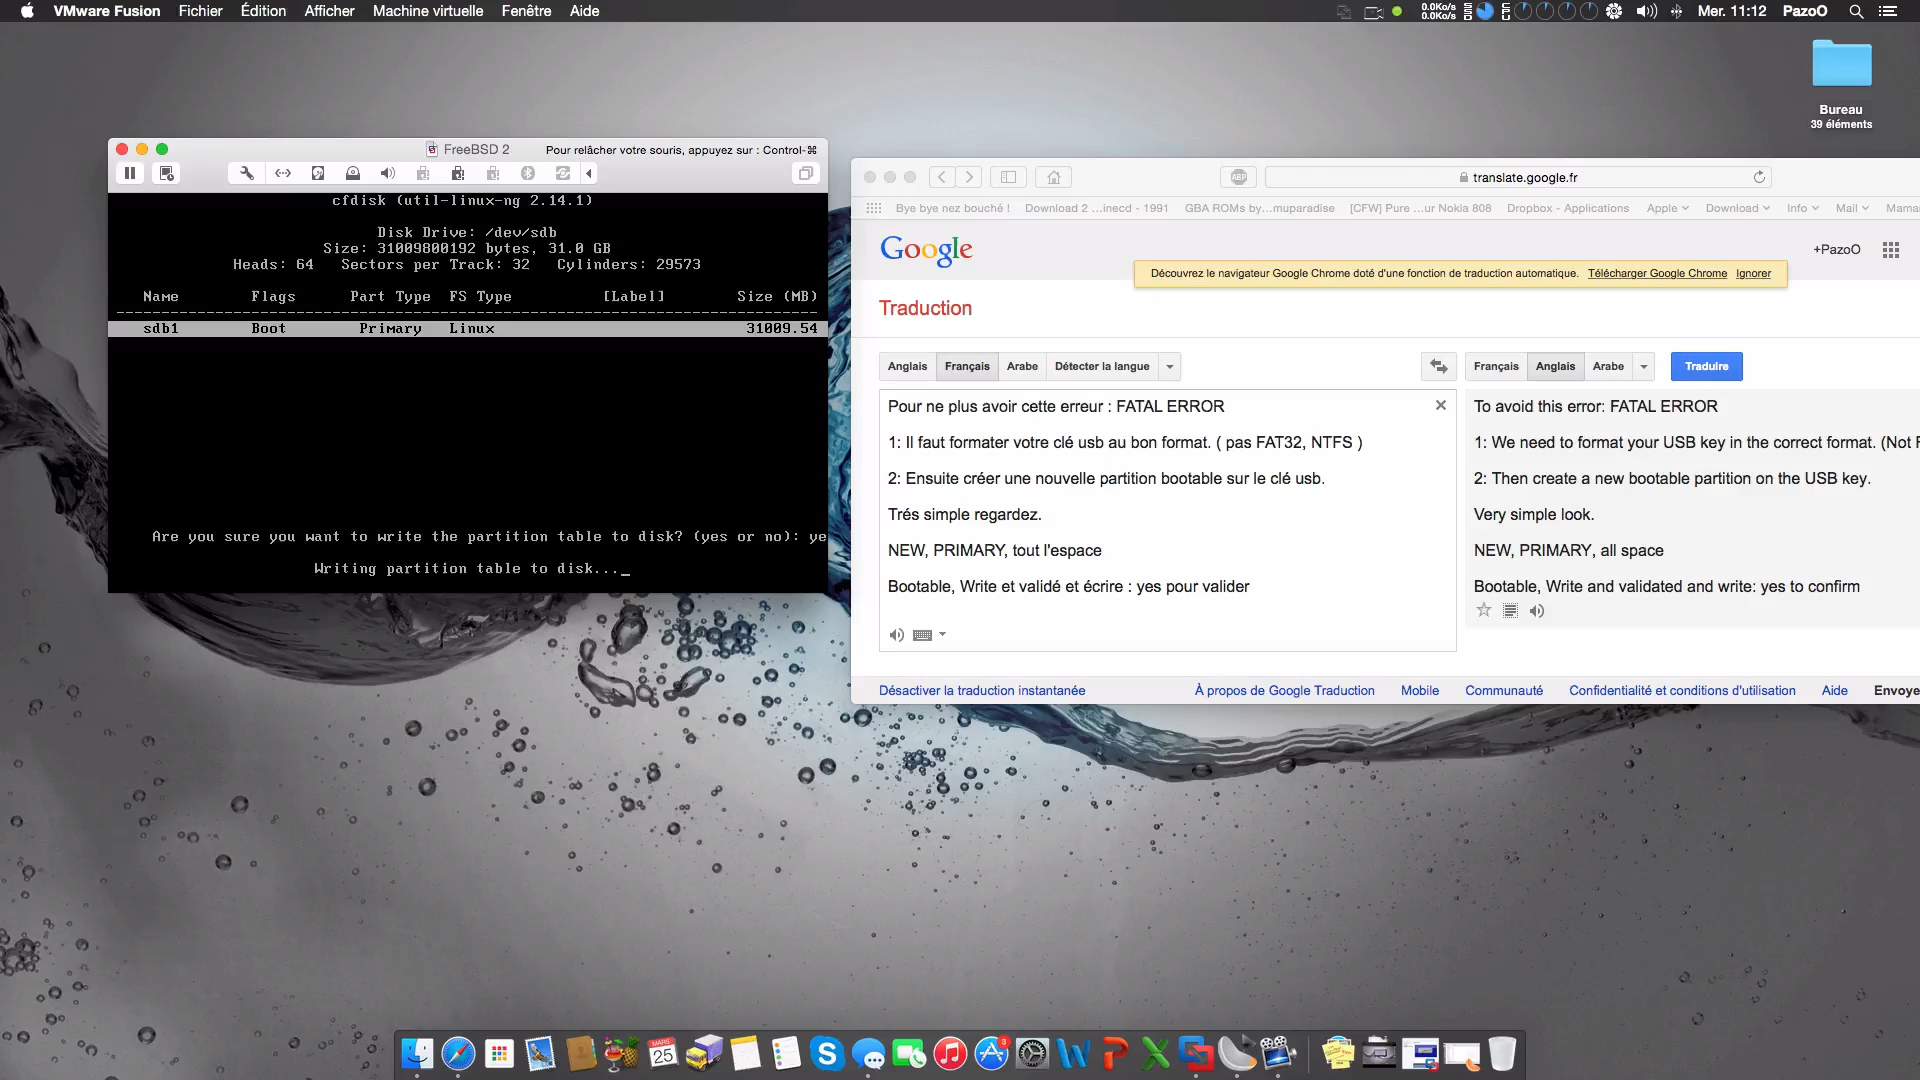 VMware Fusion Fichier Édition Afficher Machine virtuelle Fenêtre Aide
0.0Ko/s
0.0Ko/s
Mer. 11:12 PazoO
Bureau
39 éléments
FreeBSD 2 Pour relâcher votre souris, appuyez sur : Control-⌘
cfdisk (util-linux-ng 2.14.1)
Disk Drive: /dev/sdb
Size: 31009800192 bytes, 31.0 GB
Heads: 64 Sectors per Track: 32 Cylinders: 29573
Name Flags Part Type FS Type [Label] Size (MB)
sdb1 Boot Primary Linux 31009.54
Are you sure you want to write the partition table to disk? (yes or no): ye
Writing partition table to disk..._
ABP
translate.google.fr
Bye bye nez bouché ! Download 2 ...inecd - 1991 GBA ROMs by...muparadise [CFW] Pure ...ur Nokia 808 Dropbox - Applications Apple Download Info Mail Mama
Google
+PazoO
Découvrez le navigateur Google Chrome doté d'une fonction de traduction automatique. Télécharger Google Chrome Ignorer
Traduction
Anglais Français Arabe Détecter la langue
Français Anglais Arabe Traduire
Pour ne plus avoir cette erreur : FATAL ERROR
1: Il faut formater votre clé usb au bon format. ( pas FAT32, NTFS )
2: Ensuite créer une nouvelle partition bootable sur le clé usb.
Trés simple regardez.
NEW, PRIMARY, tout l'espace
Bootable, Write et validé et écrire : yes pour valider
To avoid this error: FATAL ERROR
1: We need to format your USB key in the correct format. (Not F
2: Then create a new bootable partition on the USB key.
Very simple look.
NEW, PRIMARY, all space
Bootable, Write and validated and write: yes to confirm
Désactiver la traduction instantanée À propos de Google Traduction Mobile Communauté Confidentialité et conditions d'utilisation Aide Envoye
MARS
25
3